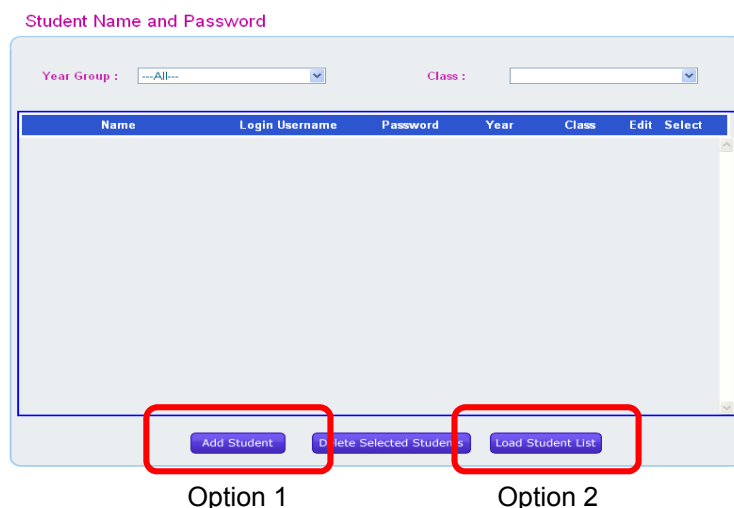 Student Name and Password
Year Group : ---All--- Class :
Name Login Username Password Year Class Edit Select
Add Student Delete Selected Students Load Student List
Option 1 Option 2